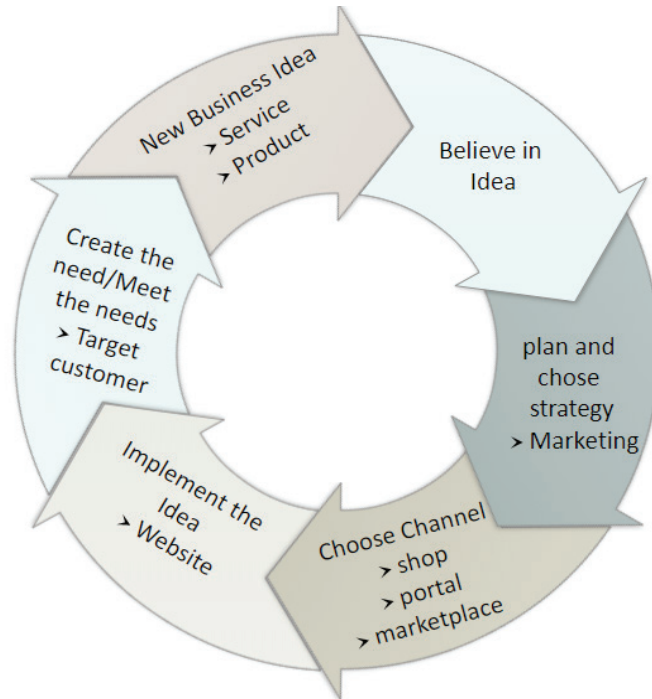 New Business Idea
➢ Service
➢ Product
Believe in
Idea
plan and
chose
strategy
➢ Marketing
Choose Channel
➢ shop
➢ portal
➢ marketplace
Implement the
Idea
➢ Website
Create the
need/Meet
the needs
➢ Target
customer